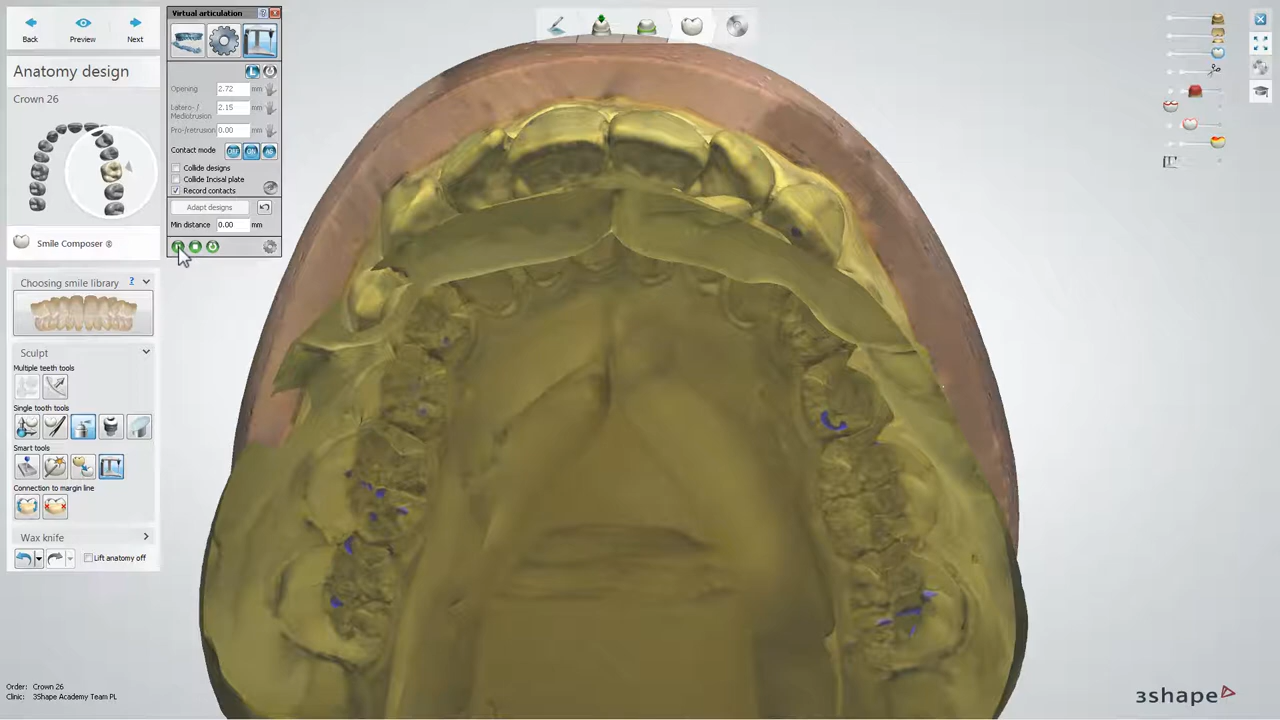 Back
Preview
Next
Anatomy design
Crown 26
Smile Composer ®
Choosing smile library
?
Sculpt
Multiple teeth tools
Single tooth tools
Smart tools
Connection to margin line
Wax knife
Lift anatomy off
Virtual articulation
Opening 2.72 mm
Latero- / Mediotrusion 2.15 mm
Pro-/retrusion 0.00 mm
Contact mode
Collide designs
Collide Incisal plate
Record contacts
Adapt designs
Min distance 0.00 mm
Order: Crown 26
Clinic: 3Shape Academy Team PL
3shape